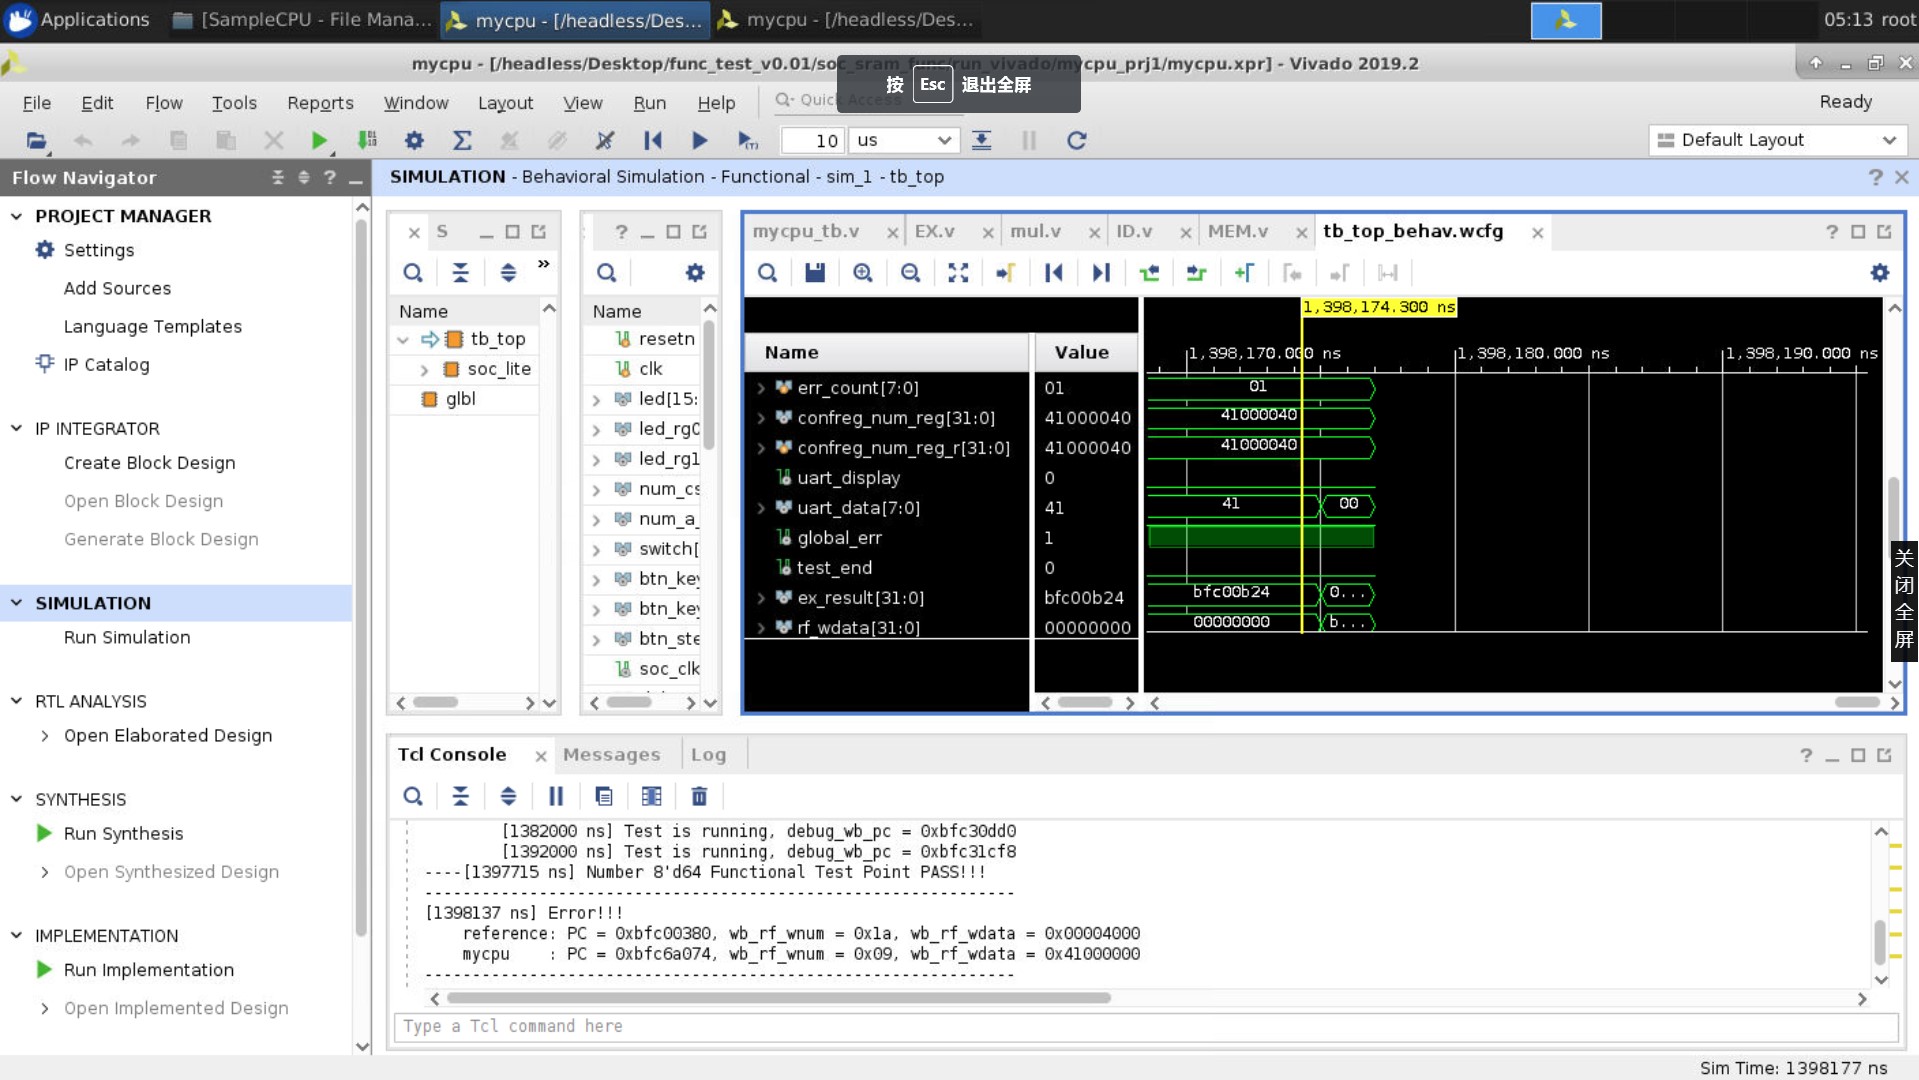 Applications
[SampleCPU - File Mana...
mycpu - [/headless/Des...
mycpu - [/headless/Des...
05:13 root
mycpu - [/headless/Desktop/func_test_v0.01/soc_sram_func/run_vivado/mycpu_prj1/mycpu.xpr] - Vivado 2019.2
按 Esc 退出全屏
File Edit Flow Tools Reports Window Layout View Run Help
Quick Access
Ready
10 us
Default Layout
Flow Navigator
SIMULATION - Behavioral Simulation - Functional - sim_1 - tb_top
PROJECT MANAGER
Settings
Add Sources
Language Templates
IP Catalog
IP INTEGRATOR
Create Block Design
Open Block Design
Generate Block Design
SIMULATION
Run Simulation
RTL ANALYSIS
Open Elaborated Design
SYNTHESIS
Run Synthesis
Open Synthesized Design
IMPLEMENTATION
Run Implementation
Open Implemented Design
S
Name
tb_top
soc_lite
glbl
Name
resetn
clk
led[15:
led_rg0
led_rg1
num_cs
num_a_
switch[
btn_key
btn_key
btn_ste
soc_clk
mycpu_tb.v
EX.v
mul.v
ID.v
MEM.v
tb_top_behav.wcfg
1,398,174.300 ns
Name Value
1,398,170.000 ns 1,398,180.000 ns 1,398,190.000 ns
err_count[7:0] 01 01
confreg_num_reg[31:0] 41000040 41000040
confreg_num_reg_r[31:0] 41000040 41000040
uart_display 0
uart_data[7:0] 41 41 00
global_err 1
test_end 0
ex_result[31:0] bfc00b24 bfc00b24 0...
rf_wdata[31:0] 00000000 00000000 b...
关闭全屏
Tcl Console
Messages
Log
[1382000 ns] Test is running, debug_wb_pc = 0xbfc30dd0
[1392000 ns] Test is running, debug_wb_pc = 0xbfc31cf8
----[1397715 ns] Number 8'd64 Functional Test Point PASS!!!
--------------------------------------------------------------
[1398137 ns] Error!!!
reference: PC = 0xbfc00380, wb_rf_wnum = 0x1a, wb_rf_wdata = 0x00004000
mycpu    : PC = 0xbfc6a074, wb_rf_wnum = 0x09, wb_rf_wdata = 0x41000000
--------------------------------------------------------------
Type a Tcl command here
Sim Time: 1398177 ns